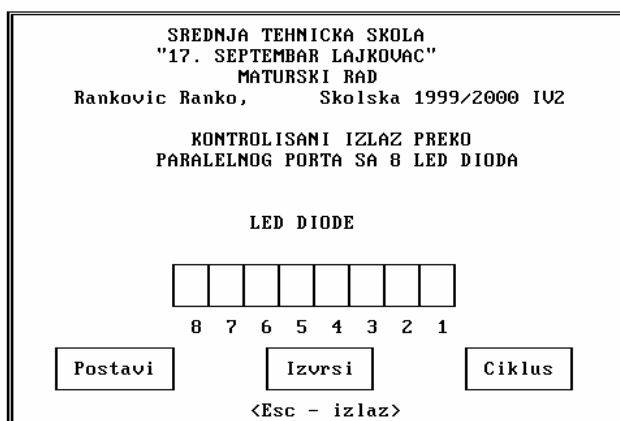 SREDNJA TEHNICKA SKOLA
"17. SEPTEMBAR LAJKOVAC"
MATURSKI RAD
Rankovic Ranko, Skolska 1999/2000 IV2
KONTROLISANI IZLAZ PREKO
PARALELNOG PORTA SA 8 LED DIODA
LED DIODE
8 7 6 5 4 3 2 1
Postavi Izvrsi Ciklus
<Esc - izlaz>